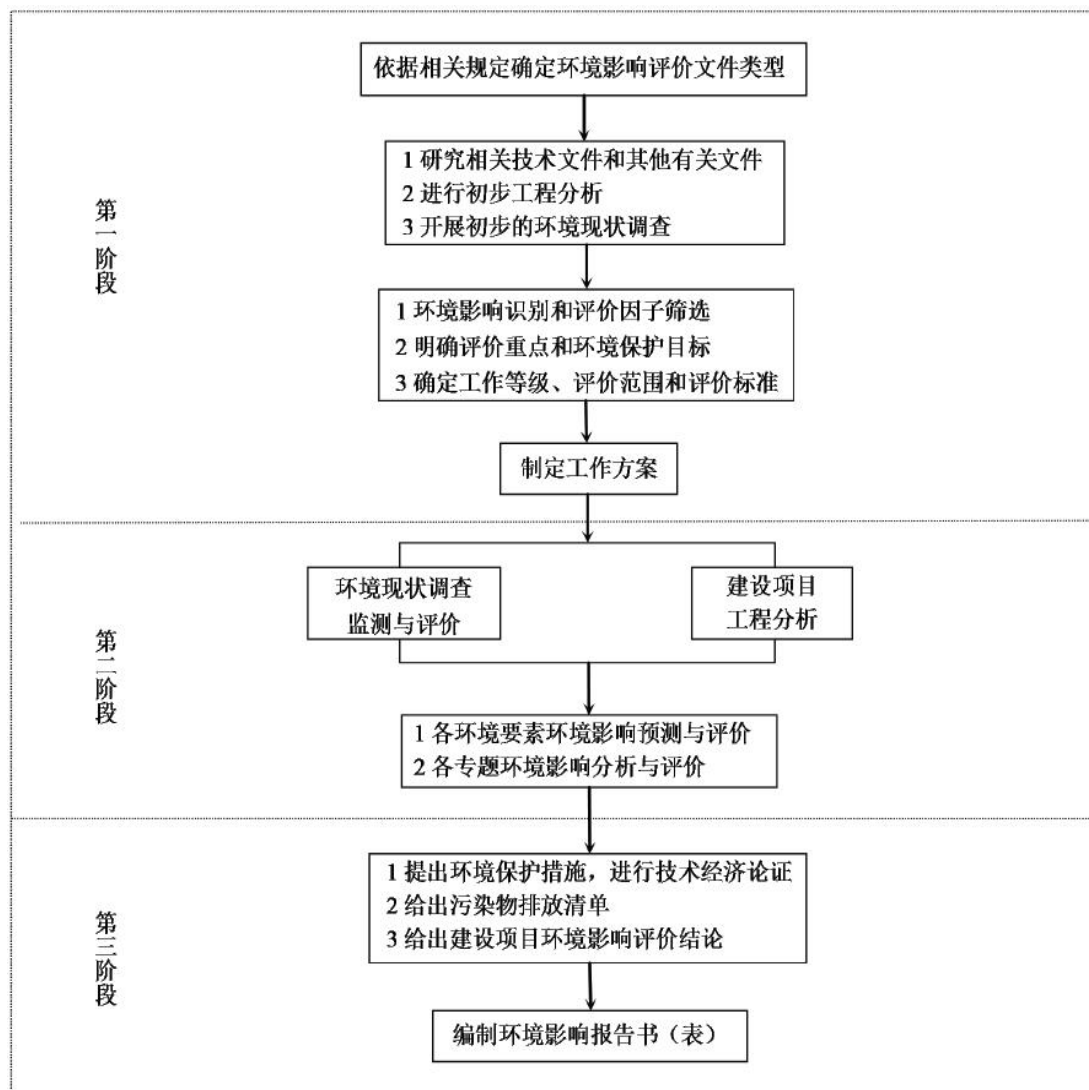 依据相关规定确定环境影响评价文件类型
1 研究相关技术文件和其他有关文件
2 进行初步工程分析
3 开展初步的环境现状调查
第一阶段
1 环境影响识别和评价因子筛选
2 明确评价重点和环境保护目标
3 确定工作等级、评价范围和评价标准
制定工作方案
环境现状调查
监测与评价
建设项目
工程分析
第二阶段
1 各环境要素环境影响预测与评价
2 各专题环境影响分析与评价
1 提出环境保护措施，进行技术经济论证
2 给出污染物排放清单
3 给出建设项目环境影响评价结论
第三阶段
编制环境影响报告书（表）